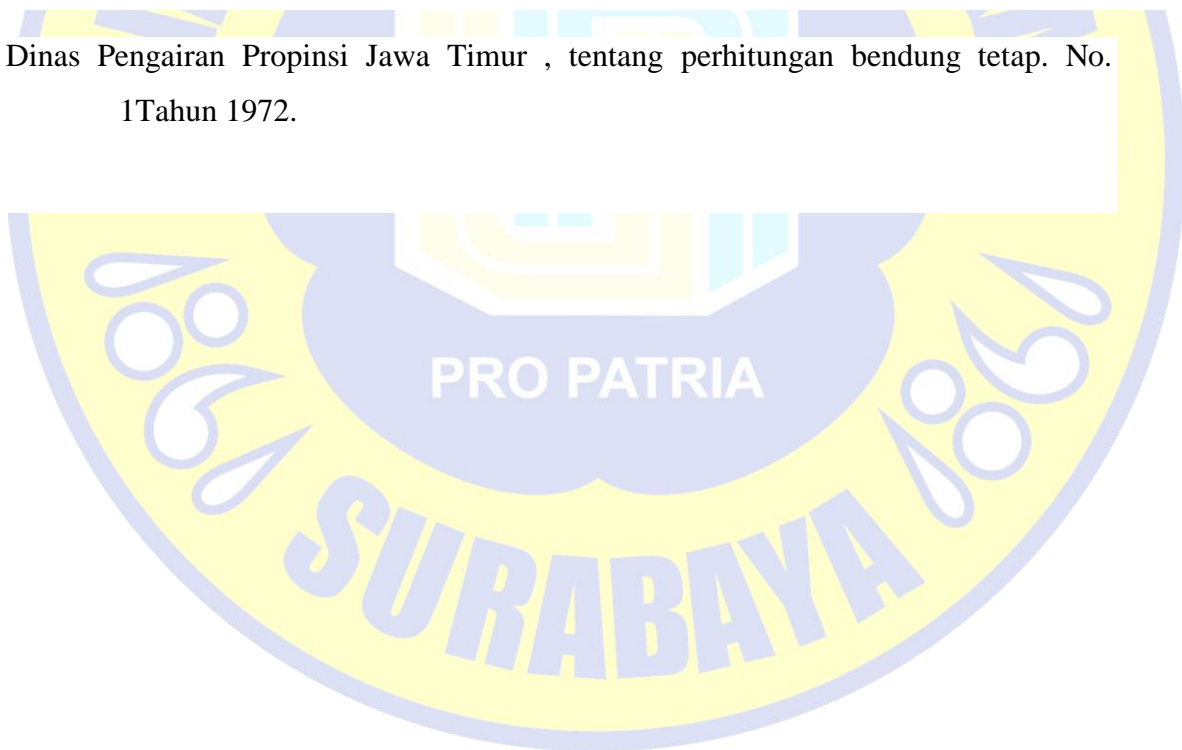 Dinas Pengairan Propinsi Jawa Timur , tentang perhitungan bendung tetap. No.
1Tahun 1972.
PRO PATRIA
SURABAYA